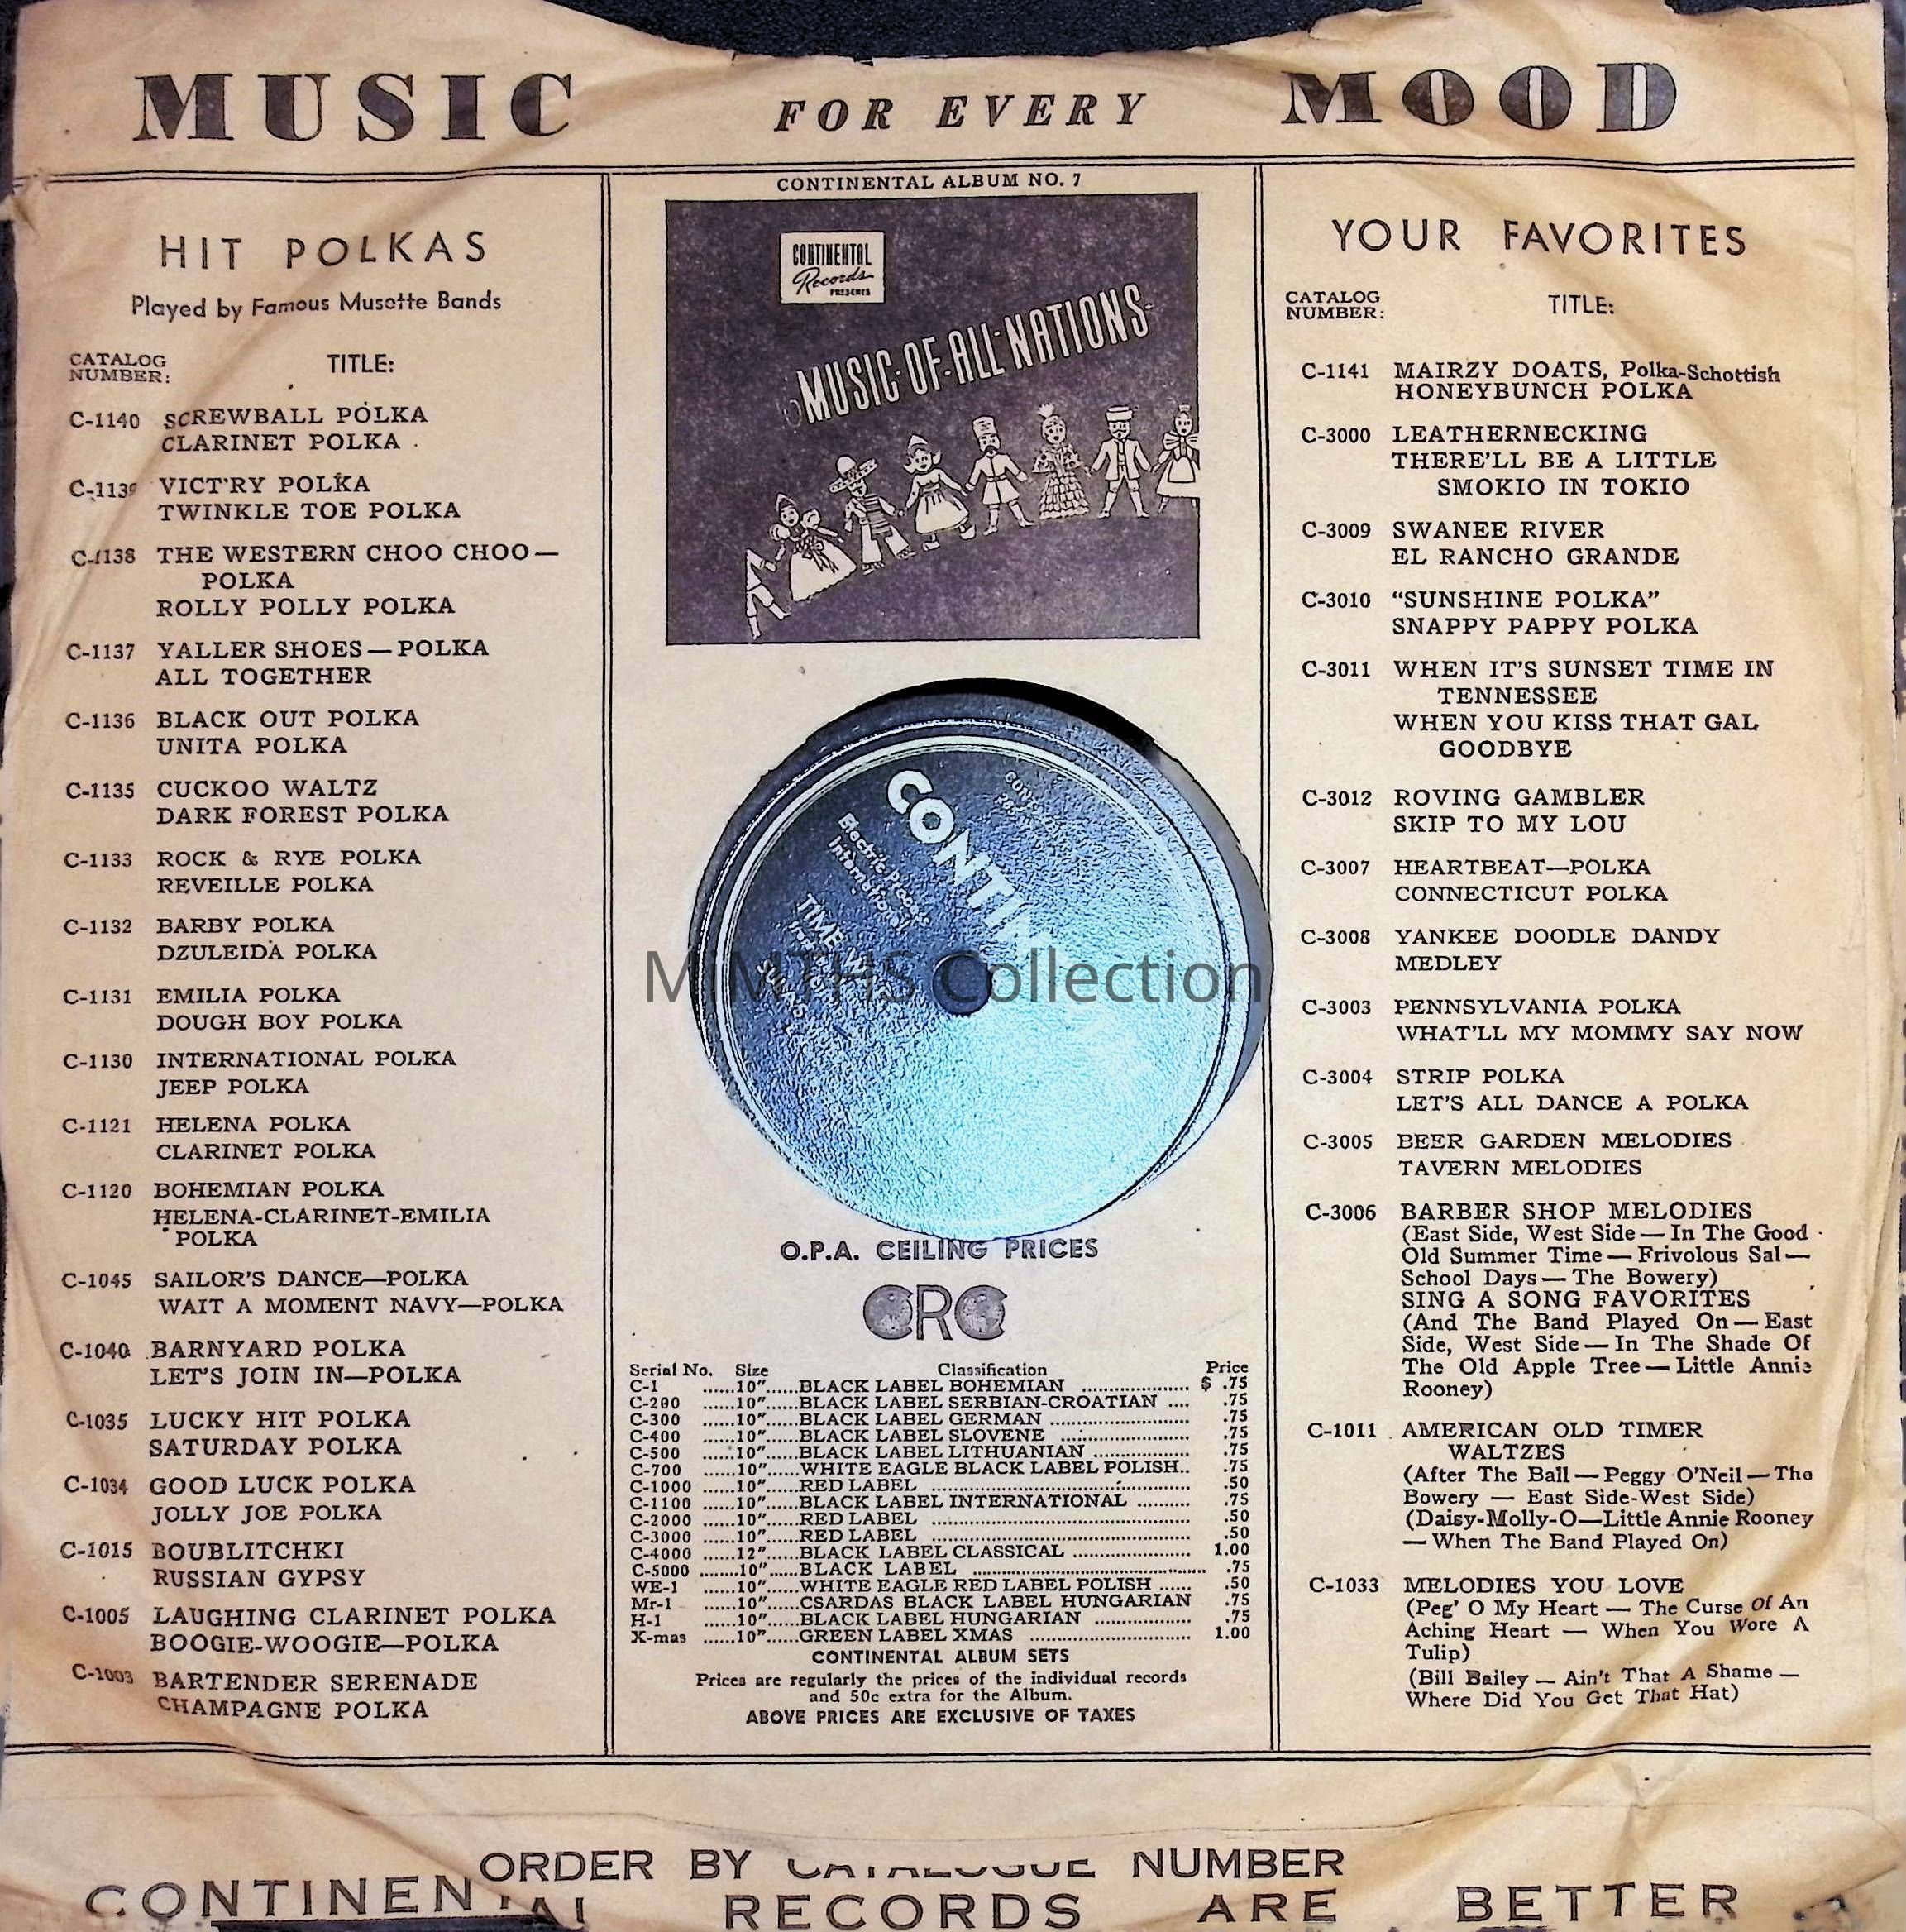 MUSIC FOR EVERY MOOD
HIT POLKAS
Played by Famous Musette Bands
CATALOG
NUMBER:
TITLE:
C-1140 SCREWBALL POLKA
CLARINET POLKA
C-1139 VICT'RY POLKA
TWINKLE TOE POLKA
C-1138 THE WESTERN CHOO CHOO—
POLKA
ROLLY POLLY POLKA
C-1137 YALLER SHOES—POLKA
ALL TOGETHER
C-1136 BLACK OUT POLKA
UNITA POLKA
C-1135 CUCKOO WALTZ
DARK FOREST POLKA
C-1133 ROCK & RYE POLKA
REVEILLE POLKA
C-1132 BARBY POLKA
DZULEIDA POLKA
C-1131 EMILIA POLKA
DOUGH BOY POLKA
C-1130 INTERNATIONAL POLKA
JEEP POLKA
C-1121 HELENA POLKA
CLARINET POLKA
C-1120 BOHEMIAN POLKA
HELENA-CLARINET-EMILIA
POLKA
C-1045 SAILOR'S DANCE—POLKA
WAIT A MOMENT NAVY—POLKA
C-1040 BARNYARD POLKA
LET'S JOIN IN—POLKA
C-1035 LUCKY HIT POLKA
SATURDAY POLKA
C-1034 GOOD LUCK POLKA
JOLLY JOE POLKA
C-1015 BOUBLITCHKI
RUSSIAN GYPSY
C-1005 LAUGHING CLARINET POLKA
BOOGIE-WOOGIE—POLKA
C-1003 BARTENDER SERENADE
CHAMPAGNE POLKA
CONTINENTAL ALBUM NO. 7
CONTINENTAL
Records
PRESENTS
MUSIC·OF·ALL·NATIONS
CONTIN
TIME
MiMTHS Collection
O.P.A. CEILING PRICES
CRC
Serial No. Size Classification Price
C-1 ......10"......BLACK LABEL BOHEMIAN .................... $ .75
C-200 ......10"......BLACK LABEL SERBIAN-CROATIAN .... .75
C-300 ......10"......BLACK LABEL GERMAN .......................... .75
C-400 ......10"......BLACK LABEL SLOVENE ........................ .75
C-500 ......10"......BLACK LABEL LITHUANIAN .................. .75
C-700 ......10"......WHITE EAGLE BLACK LABEL POLISH.. .75
C-1000 ......10"......RED LABEL ................................................ .50
C-1100 ......10"......BLACK LABEL INTERNATIONAL .......... .75
C-2000 ......10"......RED LABEL ................................................ .50
C-3000 ......10"......RED LABEL ................................................ .50
C-4000 ......12"......BLACK LABEL CLASSICAL ...................... 1.00
C-5000 ........10"......BLACK LABEL ............................................ .75
WE-1 ......10"......WHITE EAGLE RED LABEL POLISH ...... .50
Mr-1 ......10"......CSARDAS BLACK LABEL HUNGARIAN .75
H-1 ......10"......BLACK LABEL HUNGARIAN .................. .75
X-mas ......10"......GREEN LABEL XMAS .............................. 1.00
CONTINENTAL ALBUM SETS
Prices are regularly the prices of the individual records
and 50c extra for the Album.
ABOVE PRICES ARE EXCLUSIVE OF TAXES
YOUR FAVORITES
CATALOG
NUMBER:
TITLE:
C-1141 MAIRZY DOATS, Polka-Schottish
HONEYBUNCH POLKA
C-3000 LEATHERNECKING
THERE'LL BE A LITTLE
SMOKIO IN TOKIO
C-3009 SWANEE RIVER
EL RANCHO GRANDE
C-3010 "SUNSHINE POLKA"
SNAPPY PAPPY POLKA
C-3011 WHEN IT'S SUNSET TIME IN
TENNESSEE
WHEN YOU KISS THAT GAL
GOODBYE
C-3012 ROVING GAMBLER
SKIP TO MY LOU
C-3007 HEARTBEAT—POLKA
CONNECTICUT POLKA
C-3008 YANKEE DOODLE DANDY
MEDLEY
C-3003 PENNSYLVANIA POLKA
WHAT'LL MY MOMMY SAY NOW
C-3004 STRIP POLKA
LET'S ALL DANCE A POLKA
C-3005 BEER GARDEN MELODIES
TAVERN MELODIES
C-3006 BARBER SHOP MELODIES
(East Side, West Side — In The Good
Old Summer Time — Frivolous Sal —
School Days — The Bowery)
SING A SONG FAVORITES
(And The Band Played On — East
Side, West Side — In The Shade Of
The Old Apple Tree — Little Annie
Rooney)
C-1011 AMERICAN OLD TIMER
WALTZES
(After The Ball — Peggy O'Neil — The
Bowery — East Side-West Side)
(Daisy-Molly-O—Little Annie Rooney
— When The Band Played On)
C-1033 MELODIES YOU LOVE
(Peg' O My Heart — The Curse Of An
Aching Heart — When You Wore A
Tulip)
(Bill Bailey — Ain't That A Shame —
Where Did You Get That Hat)
ORDER BY CATALOGUE NUMBER
CONTINENTAL RECORDS ARE BETTER